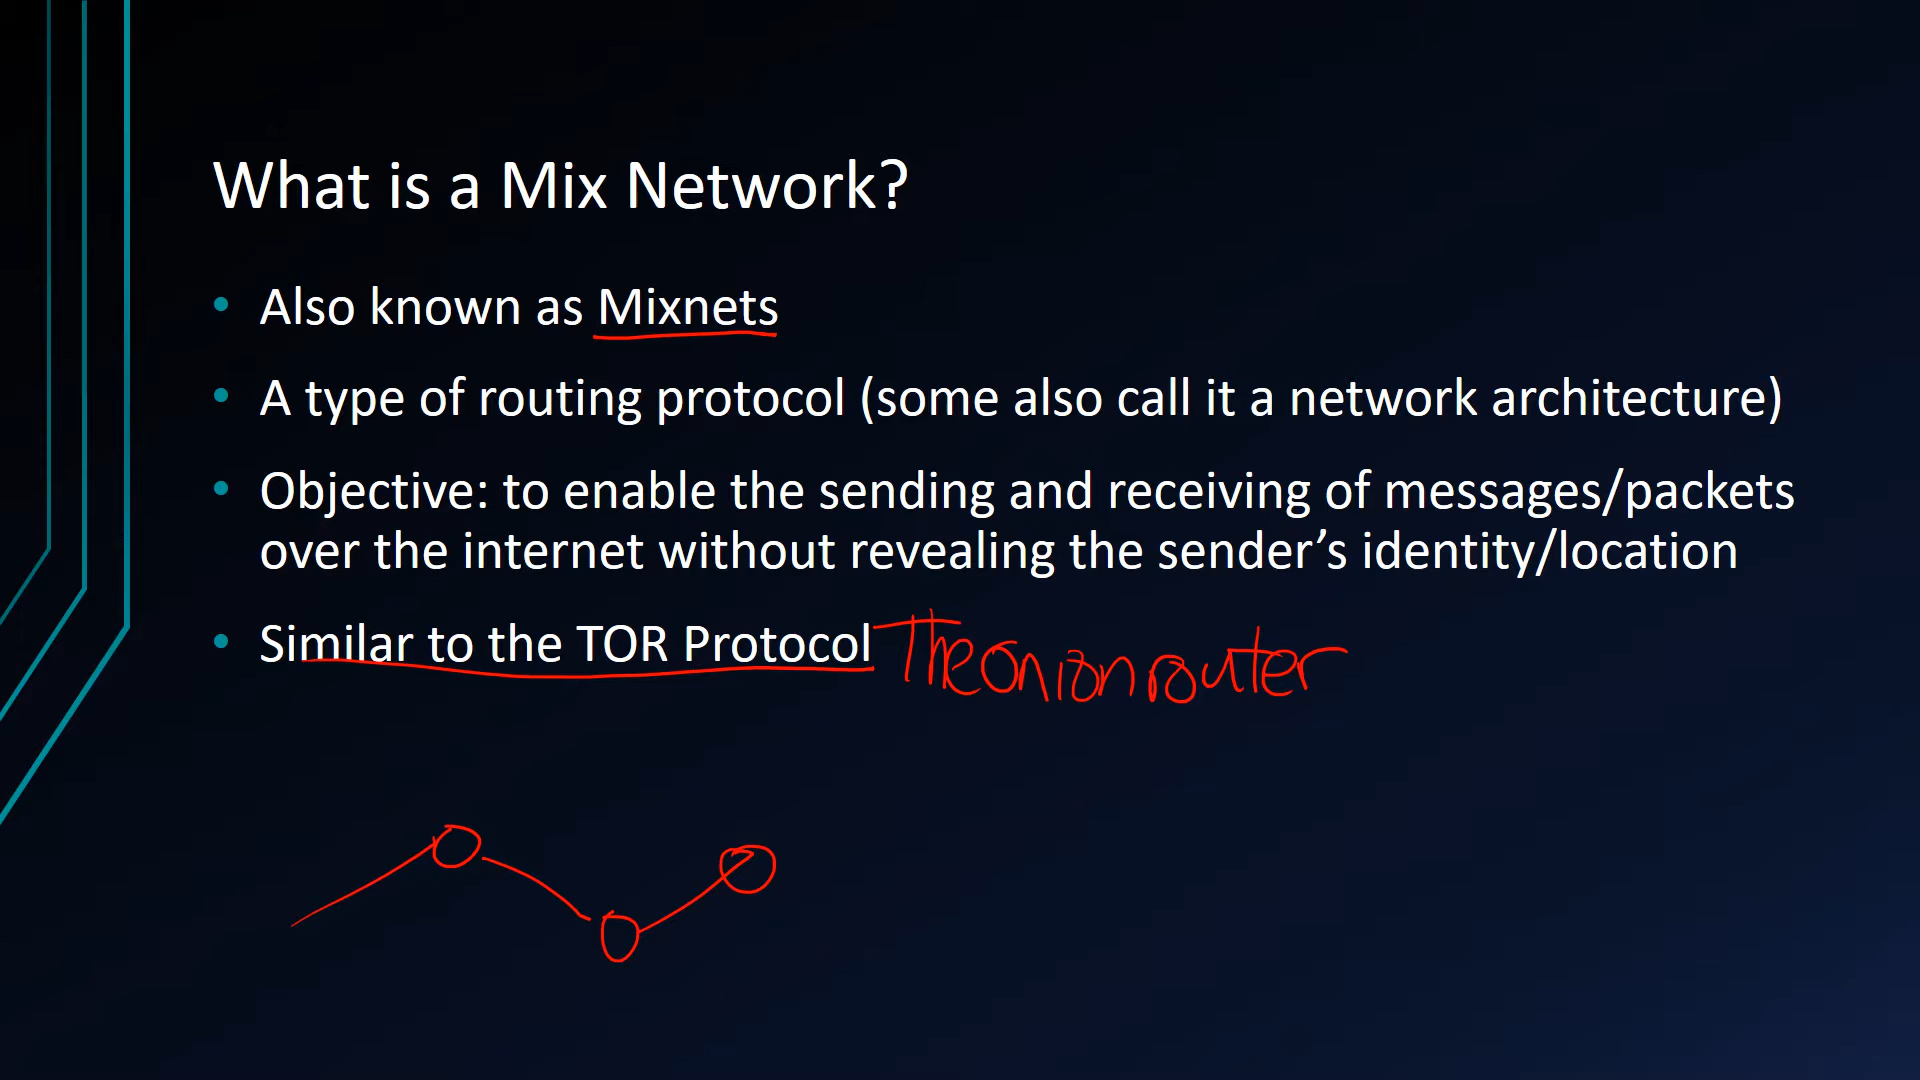 What is a Mix Network?
• Also known as Mixnets
• A type of routing protocol (some also call it a network architecture)
• Objective: to enable the sending and receiving of messages/packets
over the internet without revealing the sender’s identity/location
• Similar to the TOR Protocol The onion router